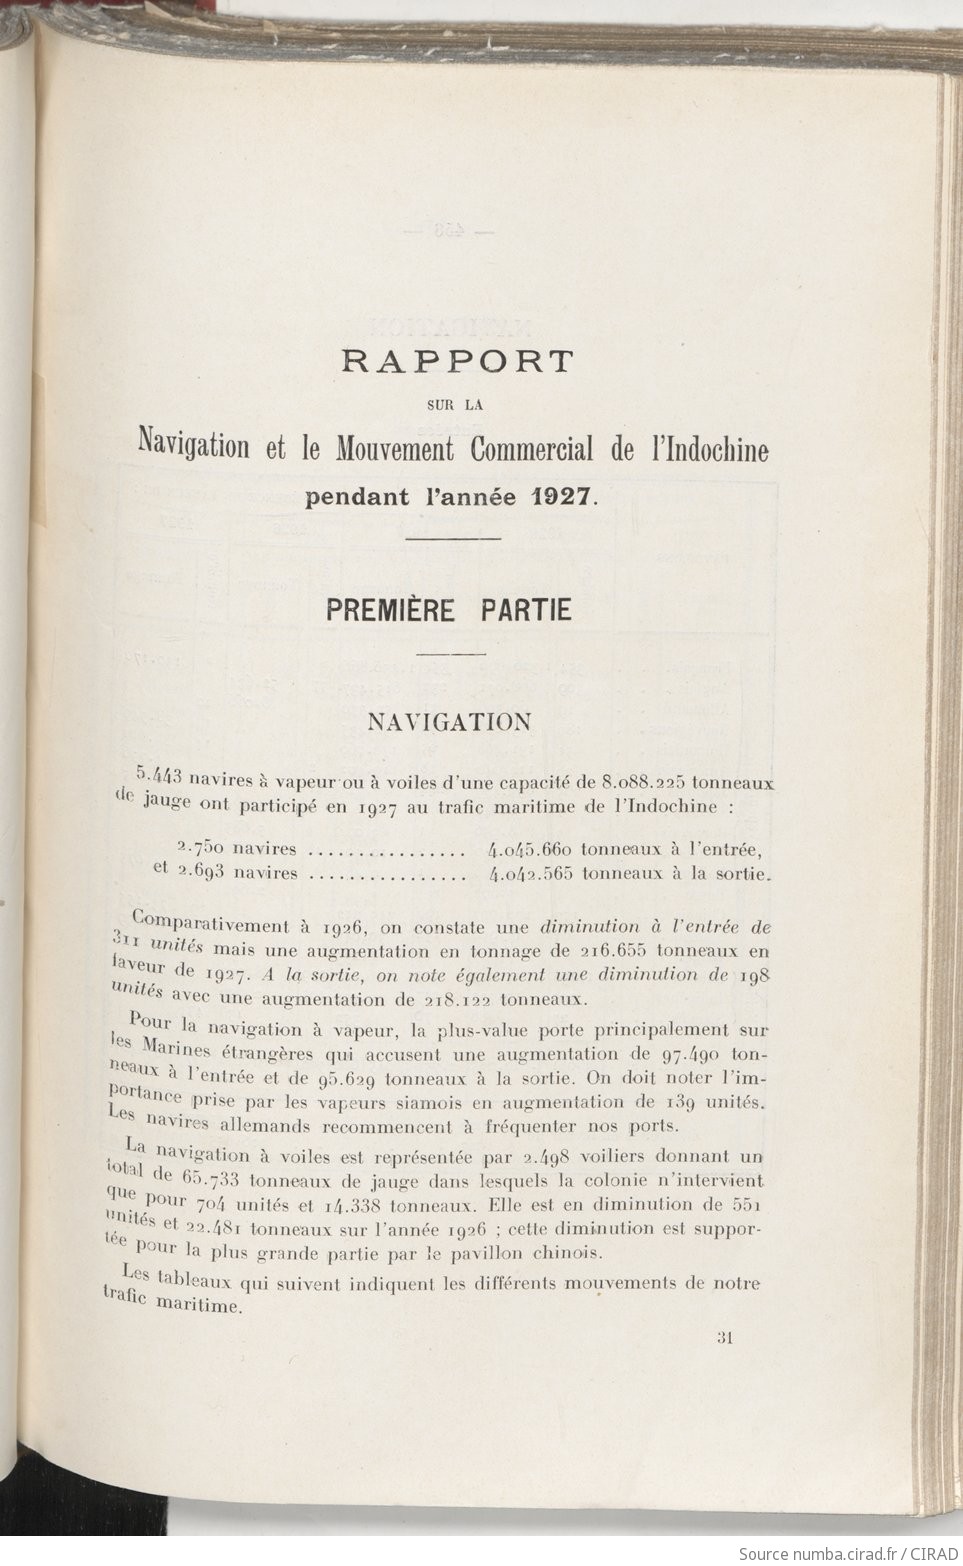 RAPPORT
SUR LA
Navigation et le Mouvement Commercial de l'Indochine
pendant l'année 1927.
PREMIÈRE PARTIE
NAVIGATION
5.443 navires à vapeur ou à voiles d'une capacité de 8.088.225 tonneaux
de jauge ont participé en 1927 au trafic maritime de l'Indochine :
2.750 navires ................ 4.045.660 tonneaux à l'entrée,
et 2.693 navires ................ 4.042.565 tonneaux à la sortie.
Comparativement à 1926, on constate une diminution à l'entrée de
311 unités mais une augmentation en tonnage de 216.655 tonneaux en
faveur de 1927. A la sortie, on note également une diminution de 198
unités avec une augmentation de 218.122 tonneaux.
Pour la navigation à vapeur, la plus-value porte principalement sur
les Marines étrangères qui accusent une augmentation de 97.490 ton-
neaux à l'entrée et de 95.629 tonneaux à la sortie. On doit noter l'im-
portance prise par les vapeurs siamois en augmentation de 139 unités.
Les navires allemands recommencent à fréquenter nos ports.
La navigation à voiles est représentée par 2.498 voiliers donnant un
total de 65.733 tonneaux de jauge dans lesquels la colonie n'intervient
que pour 704 unités et 14.338 tonneaux. Elle est en diminution de 551
unités et 22.481 tonneaux sur l'année 1926 ; cette diminution est suppor-
tée pour la plus grande partie par le pavillon chinois.
Les tableaux qui suivent indiquent les différents mouvements de notre
trafic maritime.
31
Source numba.cirad.fr / CIRAD